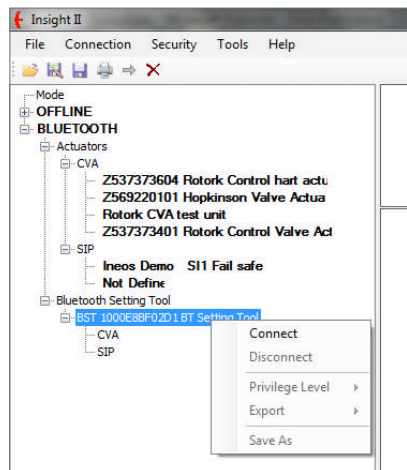 Insight II
File Connection Security Tools Help
Mode
OFFLINE
BLUETOOTH
Actuators
CVA
Z537373604 Rotork Control hart actu
Z569220101 Hopkinson Valve Actua
Rotork CVA test unit
Z537373401 Rotork Control Valve Act
SIP
Ineos Demo SI1 Fail safe
Not Define
Bluetooth Setting Tool
BST 1000E8BF02D1 BT Setting Tool
CVA
SIP
Connect
Disconnect
Privilege Level
Export
Save As